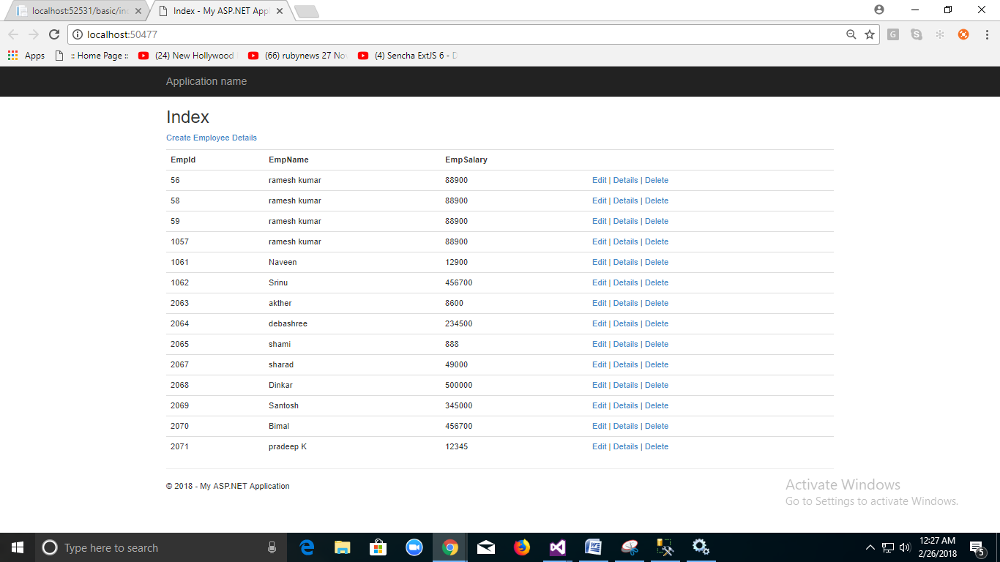 localhost:52531/basic/in
Index - My ASP.NET Appl
localhost:50477
Apps :: Home Page :: (24) New Hollywood (66) rubynews 27 No (4) Sencha ExtJS 6 - D
Application name
Index
Create Employee Details
EmpId EmpName EmpSalary
56 ramesh kumar 88900 Edit | Details | Delete
58 ramesh kumar 88900 Edit | Details | Delete
59 ramesh kumar 88900 Edit | Details | Delete
1057 ramesh kumar 88900 Edit | Details | Delete
1061 Naveen 12900 Edit | Details | Delete
1062 Srinu 456700 Edit | Details | Delete
2063 akther 8600 Edit | Details | Delete
2064 debashree 234500 Edit | Details | Delete
2065 shami 888 Edit | Details | Delete
2067 sharad 49000 Edit | Details | Delete
2068 Dinkar 500000 Edit | Details | Delete
2069 Santosh 345000 Edit | Details | Delete
2070 Bimal 456700 Edit | Details | Delete
2071 pradeep K 12345 Edit | Details | Delete
© 2018 - My ASP.NET Application
Activate Windows
Go to Settings to activate Windows.
Type here to search
12:27 AM
2/26/2018
5